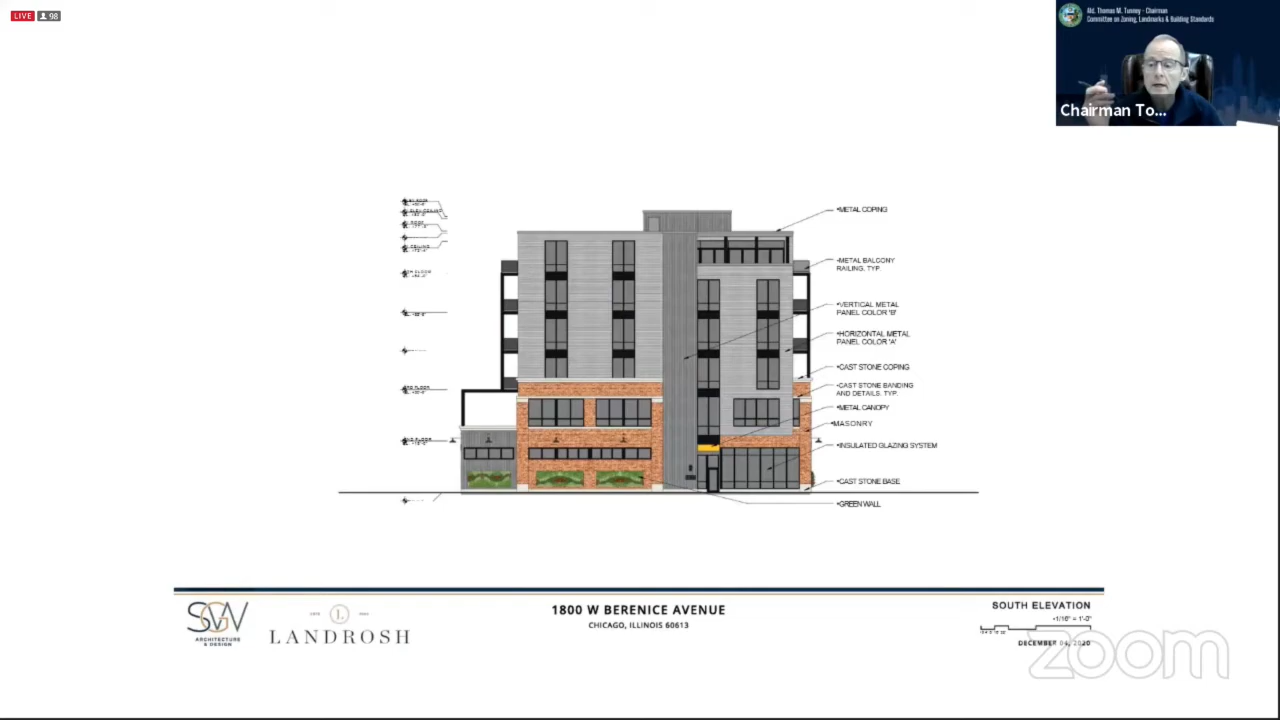 LIVE 98
Ald. Thomas M. Tunney - Chairman
Committee on Zoning, Landmarks & Building Standards
Chairman To...
•METAL COPING
•METAL BALCONY
RAILING, TYP.
•VERTICAL METAL
PANEL COLOR 'B'
•HORIZONTAL METAL
PANEL COLOR 'A'
•CAST STONE COPING
•CAST STONE BANDING
AND DETAILS, TYP.
•METAL CANOPY
•MASONRY
•INSULATED GLAZING SYSTEM
•CAST STONE BASE
•GREEN WALL
SGW
ARCHITECTURE
& DESIGN
L
LANDROSH
1800 W BERENICE AVENUE
CHICAGO, ILLINOIS 60613
SOUTH ELEVATION
•1/16" = 1'-0"
DECEMBER 04, 2020
zoom